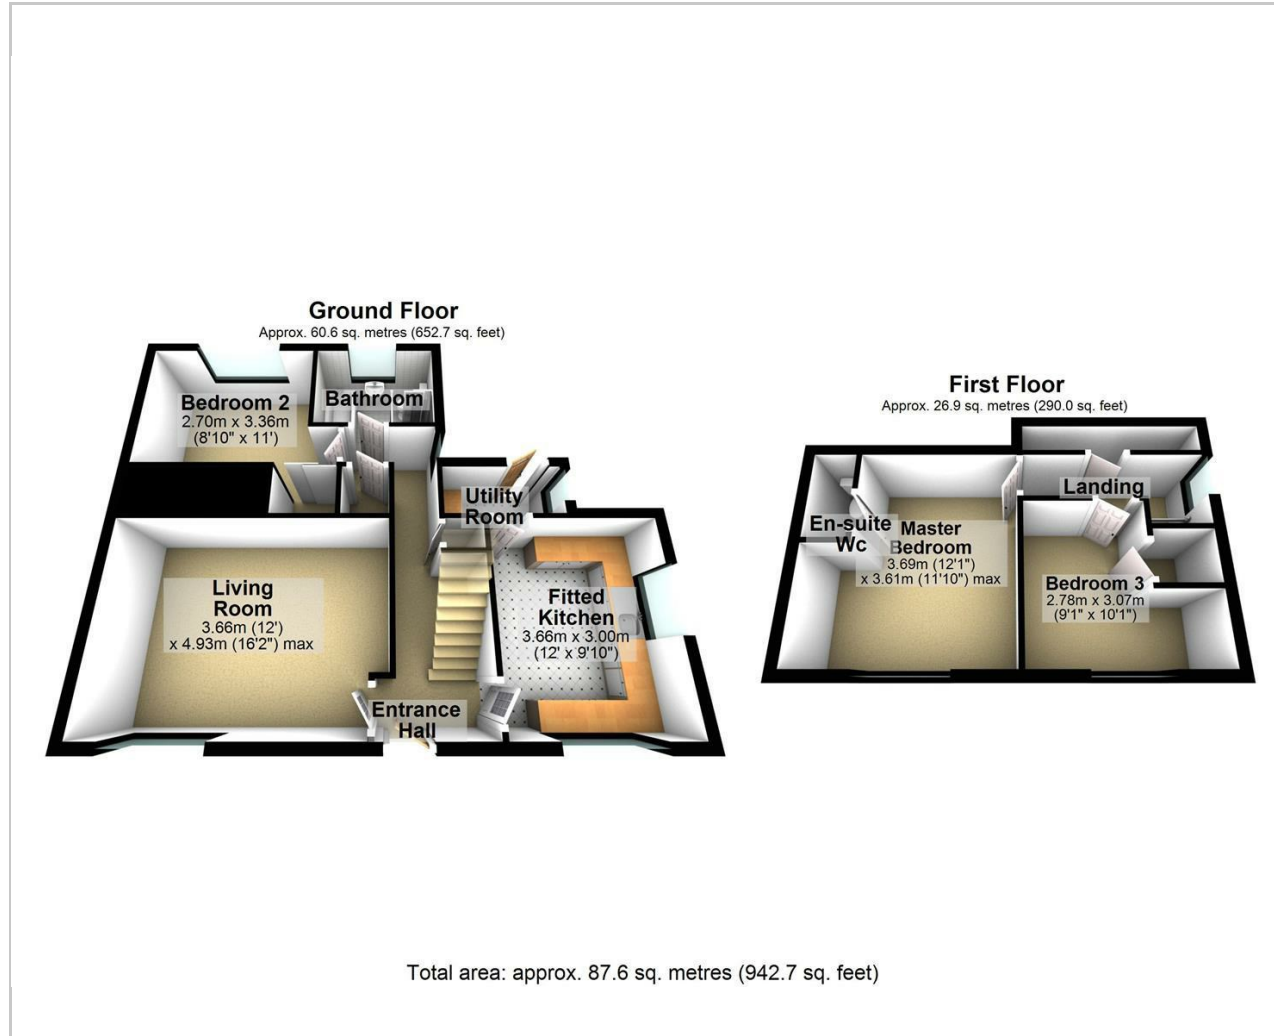 Ground Floor
Approx. 60.6 sq. metres (652.7 sq. feet)
Bedroom 2
2.70m x 3.36m
(8'10" x 11')
Bathroom
Utility
Room
Living
Room
3.66m (12')
x 4.93m (16'2") max
Fitted
Kitchen
3.66m x 3.00m
(12' x 9'10")
Entrance
Hall
First Floor
Approx. 26.9 sq. metres (290.0 sq. feet)
Landing
En-suite
Wc
Master
Bedroom
3.69m (12'1")
x 3.61m (11'10") max
Bedroom 3
2.78m x 3.07m
(9'1" x 10'1")
Total area: approx. 87.6 sq. metres (942.7 sq. feet)